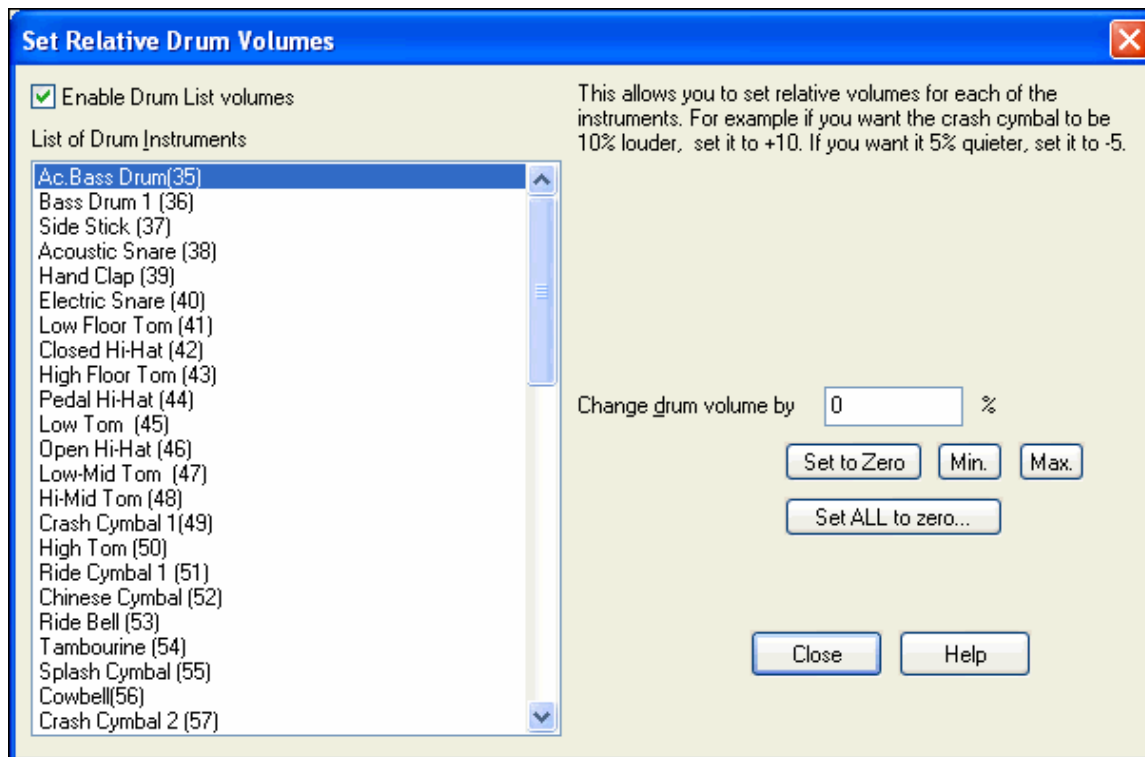 Set Relative Drum Volumes
Enable Drum List volumes
List of Drum Instruments
Ac.Bass Drum(35)
Bass Drum 1 (36)
Side Stick (37)
Acoustic Snare (38)
Hand Clap (39)
Electric Snare (40)
Low Floor Tom (41)
Closed Hi-Hat (42)
High Floor Tom (43)
Pedal Hi-Hat (44)
Low Tom  (45)
Open Hi-Hat (46)
Low-Mid Tom  (47)
Hi-Mid Tom (48)
Crash Cymbal 1(49)
High Tom (50)
Ride Cymbal 1 (51)
Chinese Cymbal (52)
Ride Bell (53)
Tambourine (54)
Splash Cymbal (55)
Cowbell(56)
Crash Cymbal 2 (57)
This allows you to set relative volumes for each of the
instruments. For example if you want the crash cymbal to be
10% louder,  set it to +10. If you want it 5% quieter, set it to -5.
Change drum volume by 0 %
Set to Zero Min. Max.
Set ALL to zero...
Close Help